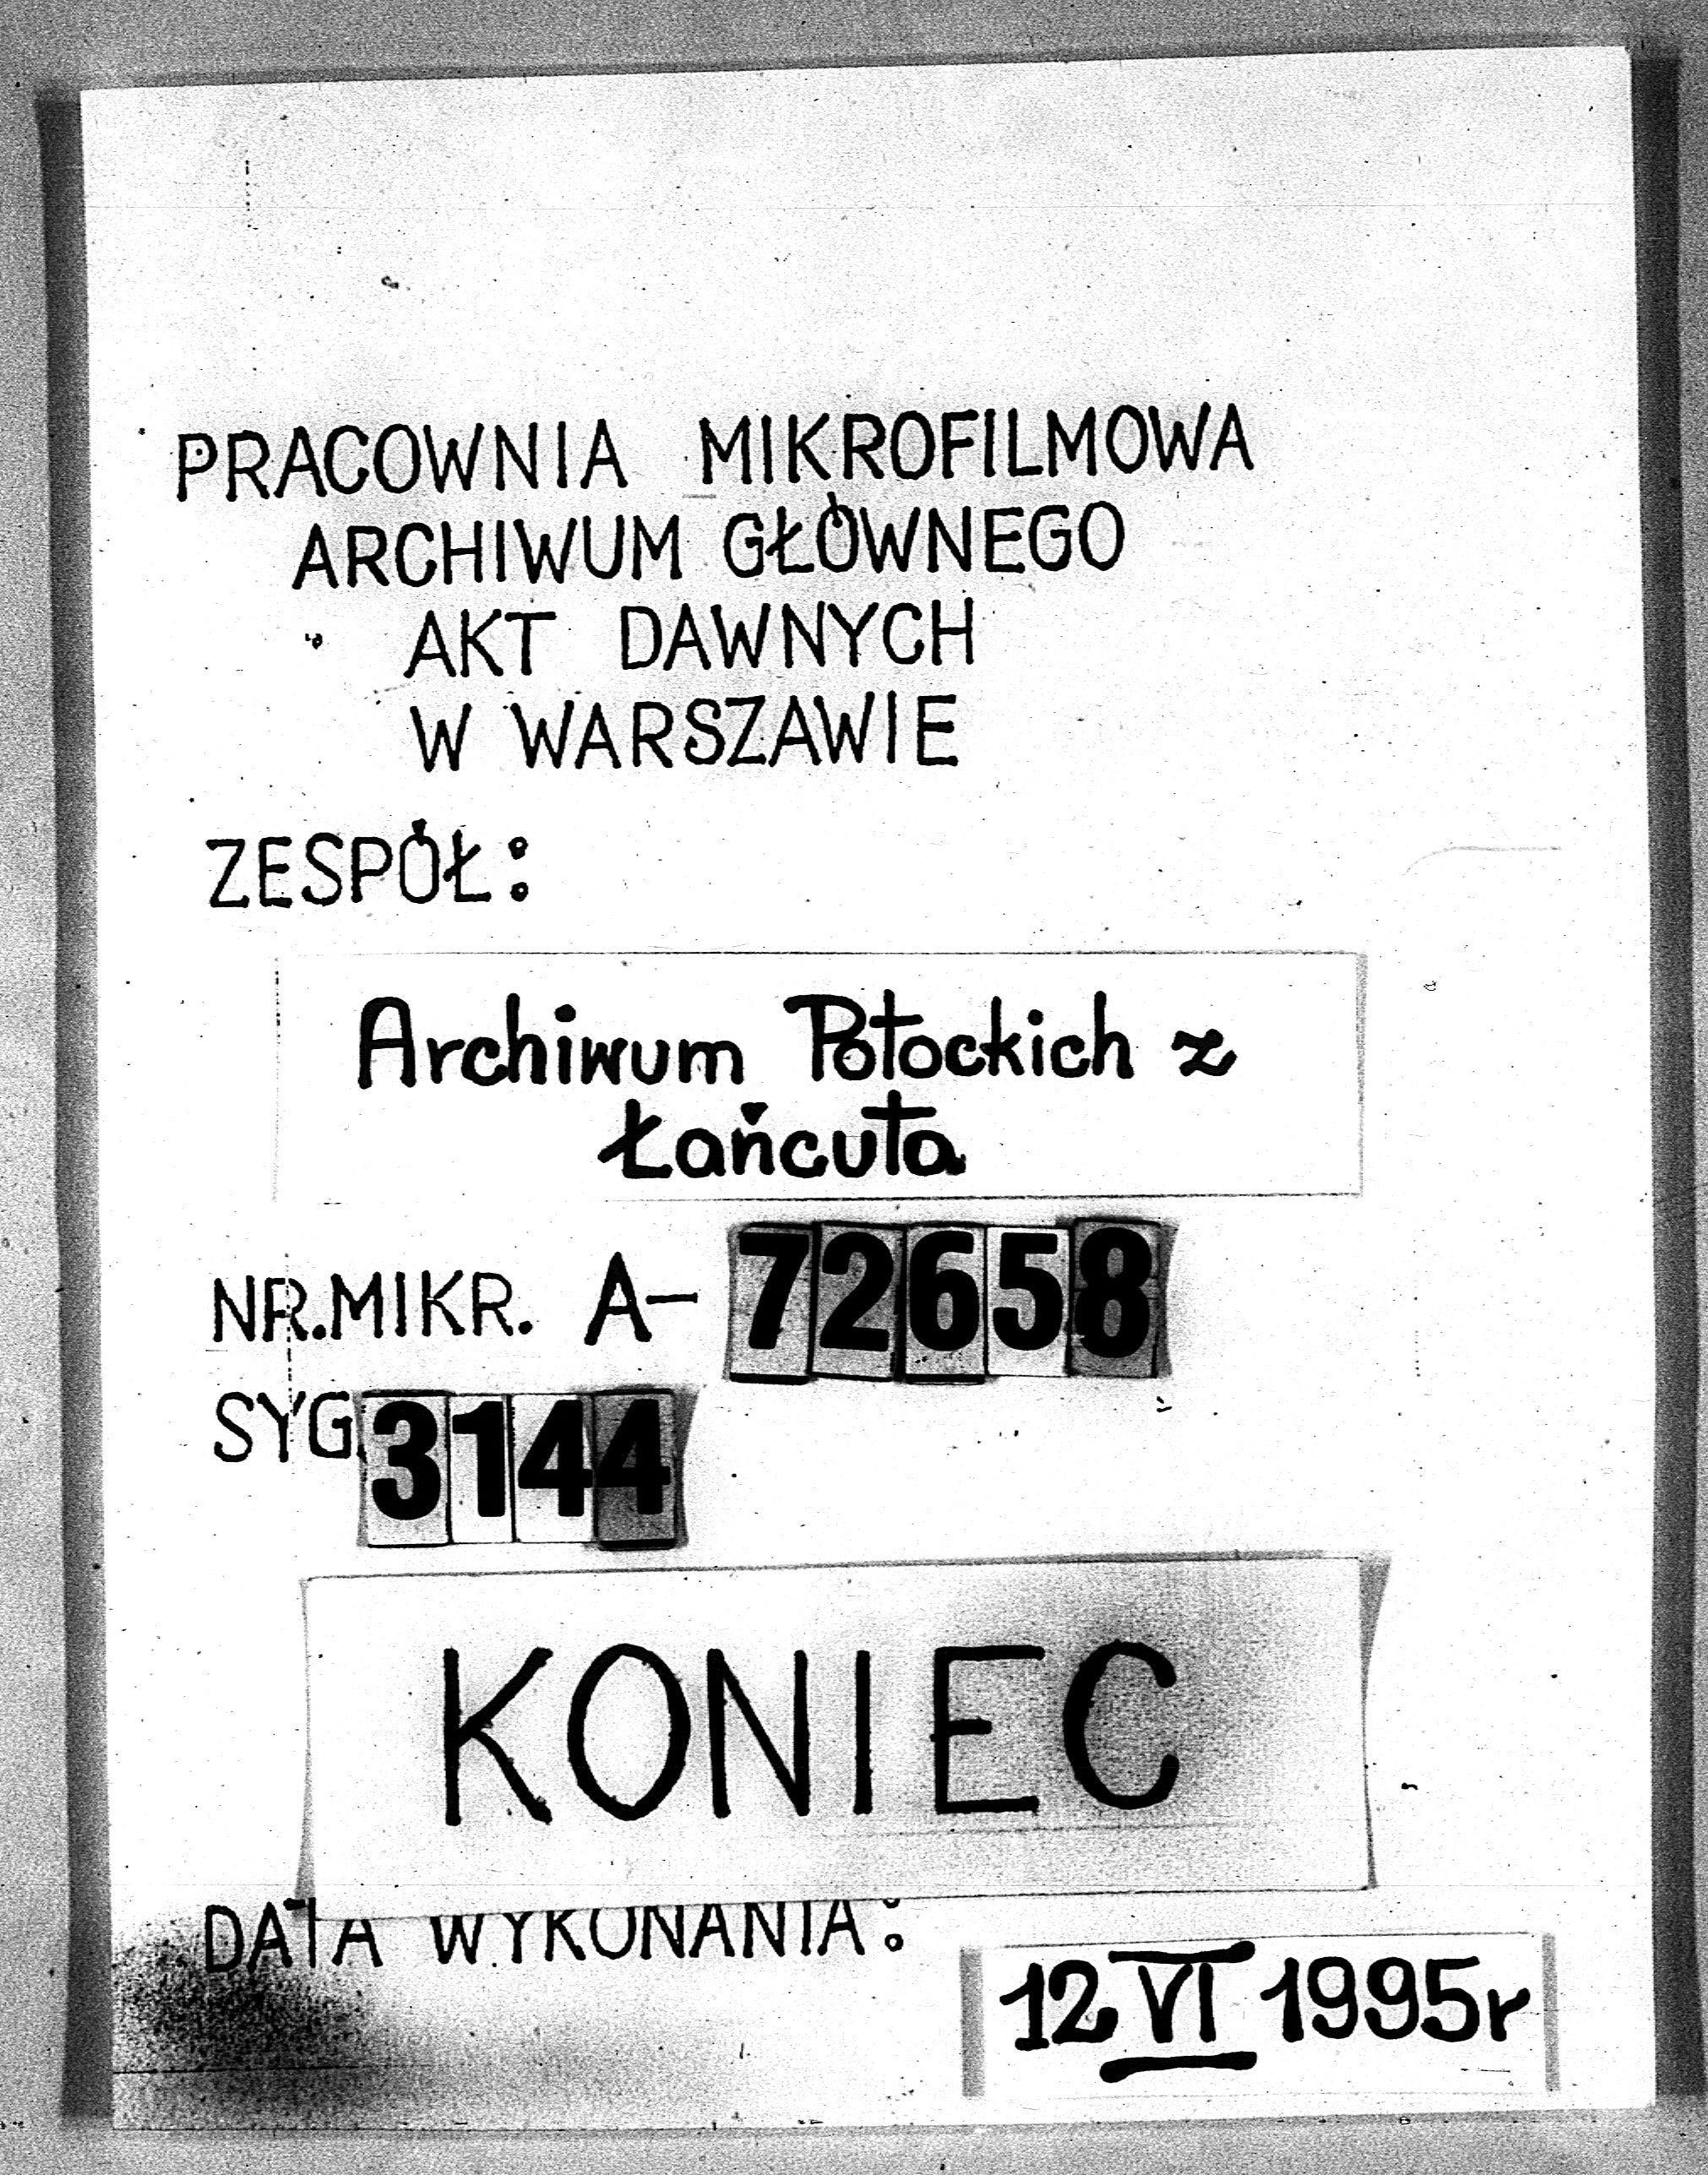 PRACOWNIA MIKROFILMOWA
ARCHIWUM GŁÓWNEGO
AKT DAWNYCH
W WARSZAWIE
ZESPÓŁ:
Archiwum Potockich z
Łańcuta
NR.MIKR. A- 72658
SYG. 3144
KONIEC
DATA WYKONANIA:
12 VI 1995r